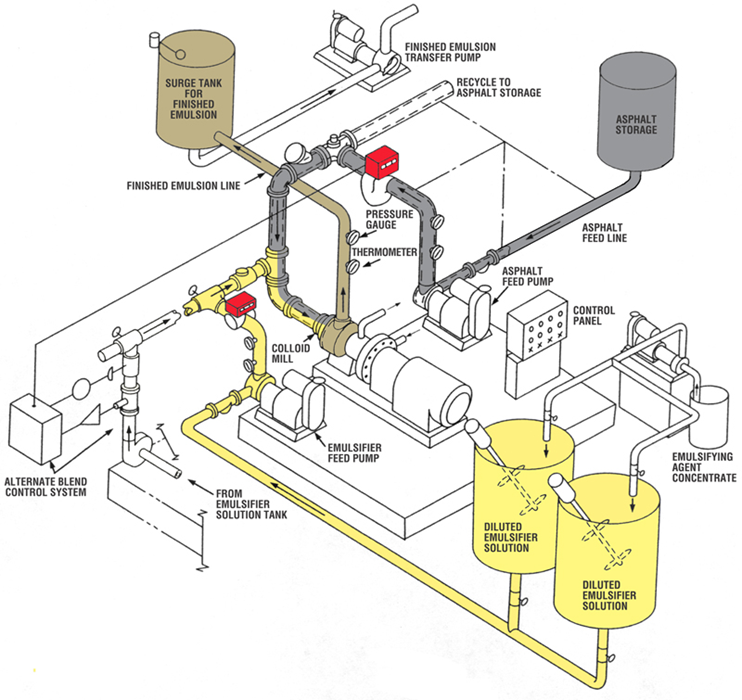 FINISHED EMULSION
TRANSFER PUMP
RECYCLE TO
ASPHALT STORAGE
SURGE TANK
FOR
FINISHED
EMULSION
ASPHALT
STORAGE
FINISHED EMULSION LINE
PRESSURE
GAUGE
THERMOMETER
ASPHALT
FEED LINE
ASPHALT
FEED PUMP
CONTROL
PANEL
COLLOID
MILL
EMULSIFIER
FEED PUMP
EMULSIFYING
AGENT
CONCENTRATE
ALTERNATE BLEND
CONTROL SYSTEM
FROM
EMULSIFIER
SOLUTION TANK
DILUTED
EMULSIFIER
SOLUTION
DILUTED
EMULSIFIER
SOLUTION